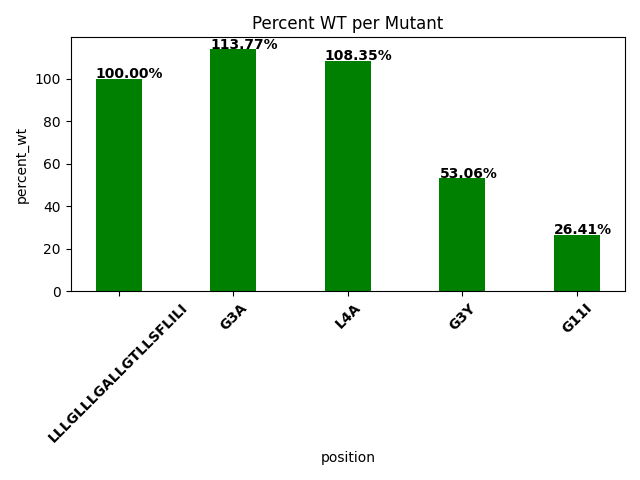 Percent WT per Mutant
113.77%
108.35%
100.00%
53.06%
26.41%
percent_wt
100
80
60
40
20
0
LLLGLLLGALLGTLLSFLILI
G3A
L4A
G3Y
G11I
position